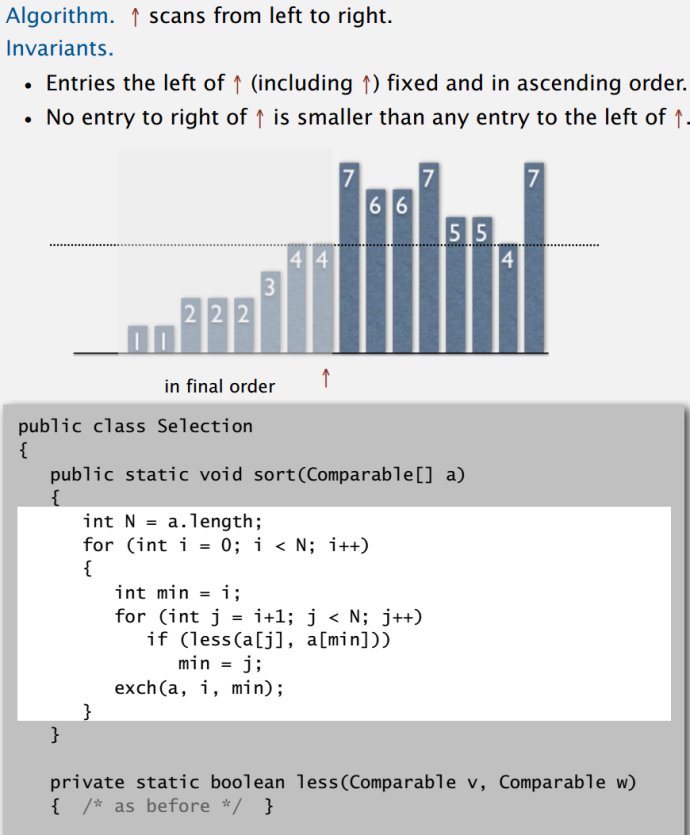 Algorithm. ↑ scans from left to right.
Invariants.
• Entries the left of ↑ (including ↑) fixed and in ascending order.
• No entry to right of ↑ is smaller than any entry to the left of ↑.
1 1 2 2 2 3 4 4 7 6 6 7 5 5 4 7
in final order ↑
public class Selection
{
public static void sort(Comparable[] a)
{
int N = a.length;
for (int i = 0; i < N; i++)
{
int min = i;
for (int j = i+1; j < N; j++)
if (less(a[j], a[min]))
min = j;
exch(a, i, min);
}
}
private static boolean less(Comparable v, Comparable w)
{ /* as before */ }